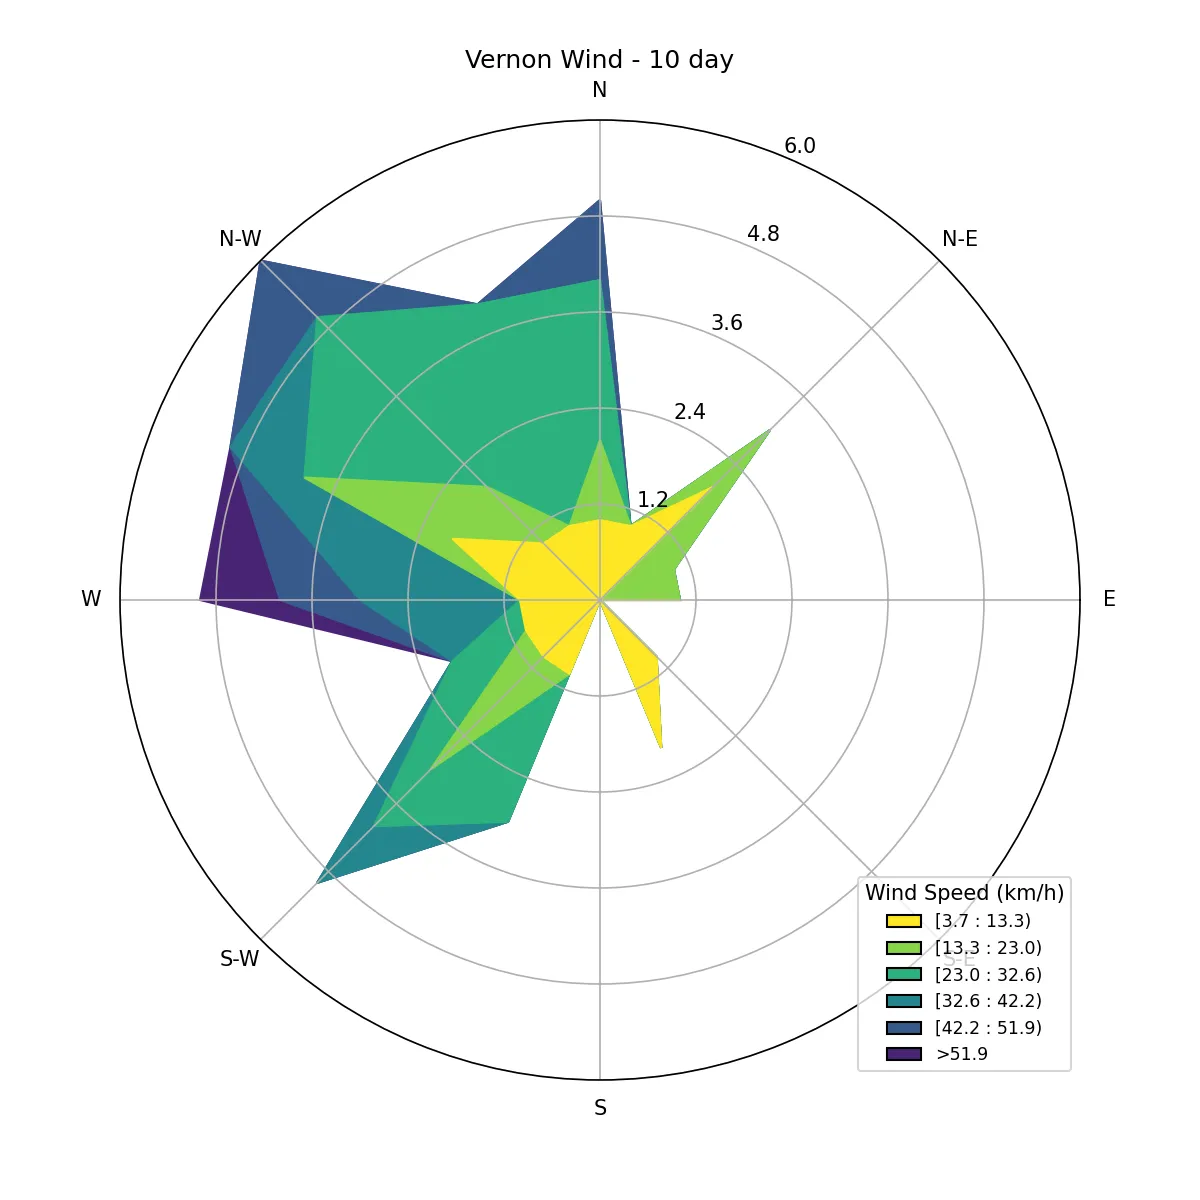 Vernon Wind - 10 day
N
6.0
N-W
4.8
N-E
3.6
2.4
1.2
W
E
Wind Speed (km/h)
[3.7 : 13.3)
[13.3 : 23.0)
S-W
S-E
[23.0 : 32.6)
[32.6 : 42.2)
[42.2 : 51.9)
>51.9
S